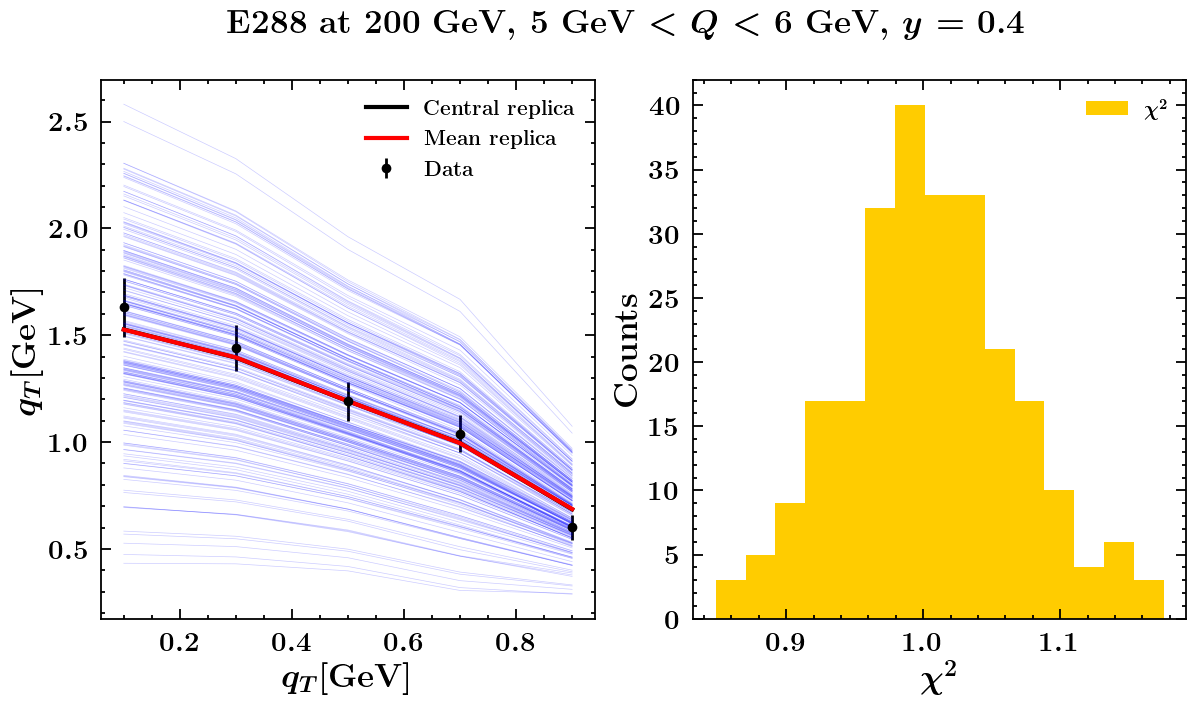 E288 at 200 GeV, 5 GeV < Q < 6 GeV, y = 0.4
2.5
2.0
1.5
1.0
0.5
q_T[GeV]
Central replica
Mean replica
Data
0.2
0.4
0.6
0.8
q_T[GeV]
40
35
30
25
20
15
10
5
0
Counts
χ²
0.9
1.0
1.1
χ²